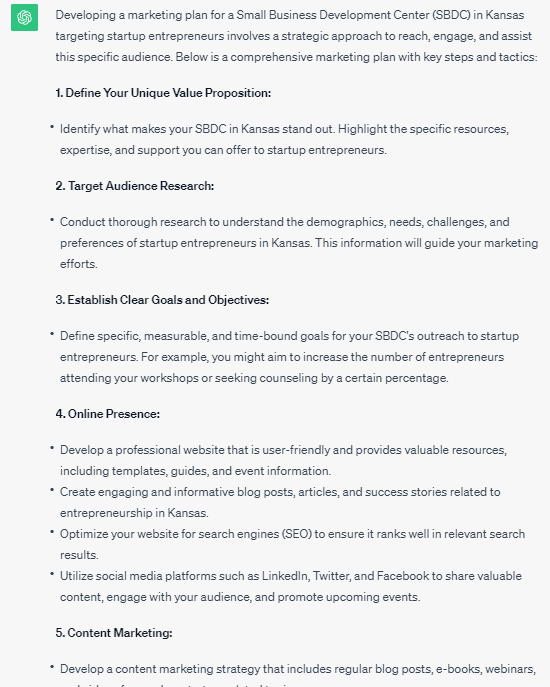 Developing a marketing plan for a Small Business Development Center (SBDC) in Kansas
targeting startup entrepreneurs involves a strategic approach to reach, engage, and assist
this specific audience. Below is a comprehensive marketing plan with key steps and tactics:
1. Define Your Unique Value Proposition:
• Identify what makes your SBDC in Kansas stand out. Highlight the specific resources,
expertise, and support you can offer to startup entrepreneurs.
2. Target Audience Research:
• Conduct thorough research to understand the demographics, needs, challenges, and
preferences of startup entrepreneurs in Kansas. This information will guide your marketing
efforts.
3. Establish Clear Goals and Objectives:
• Define specific, measurable, and time-bound goals for your SBDC's outreach to startup
entrepreneurs. For example, you might aim to increase the number of entrepreneurs
attending your workshops or seeking counseling by a certain percentage.
4. Online Presence:
• Develop a professional website that is user-friendly and provides valuable resources,
including templates, guides, and event information.
• Create engaging and informative blog posts, articles, and success stories related to
entrepreneurship in Kansas.
• Optimize your website for search engines (SEO) to ensure it ranks well in relevant search
results.
• Utilize social media platforms such as LinkedIn, Twitter, and Facebook to share valuable
content, engage with your audience, and promote upcoming events.
5. Content Marketing:
• Develop a content marketing strategy that includes regular blog posts, e-books, webinars,